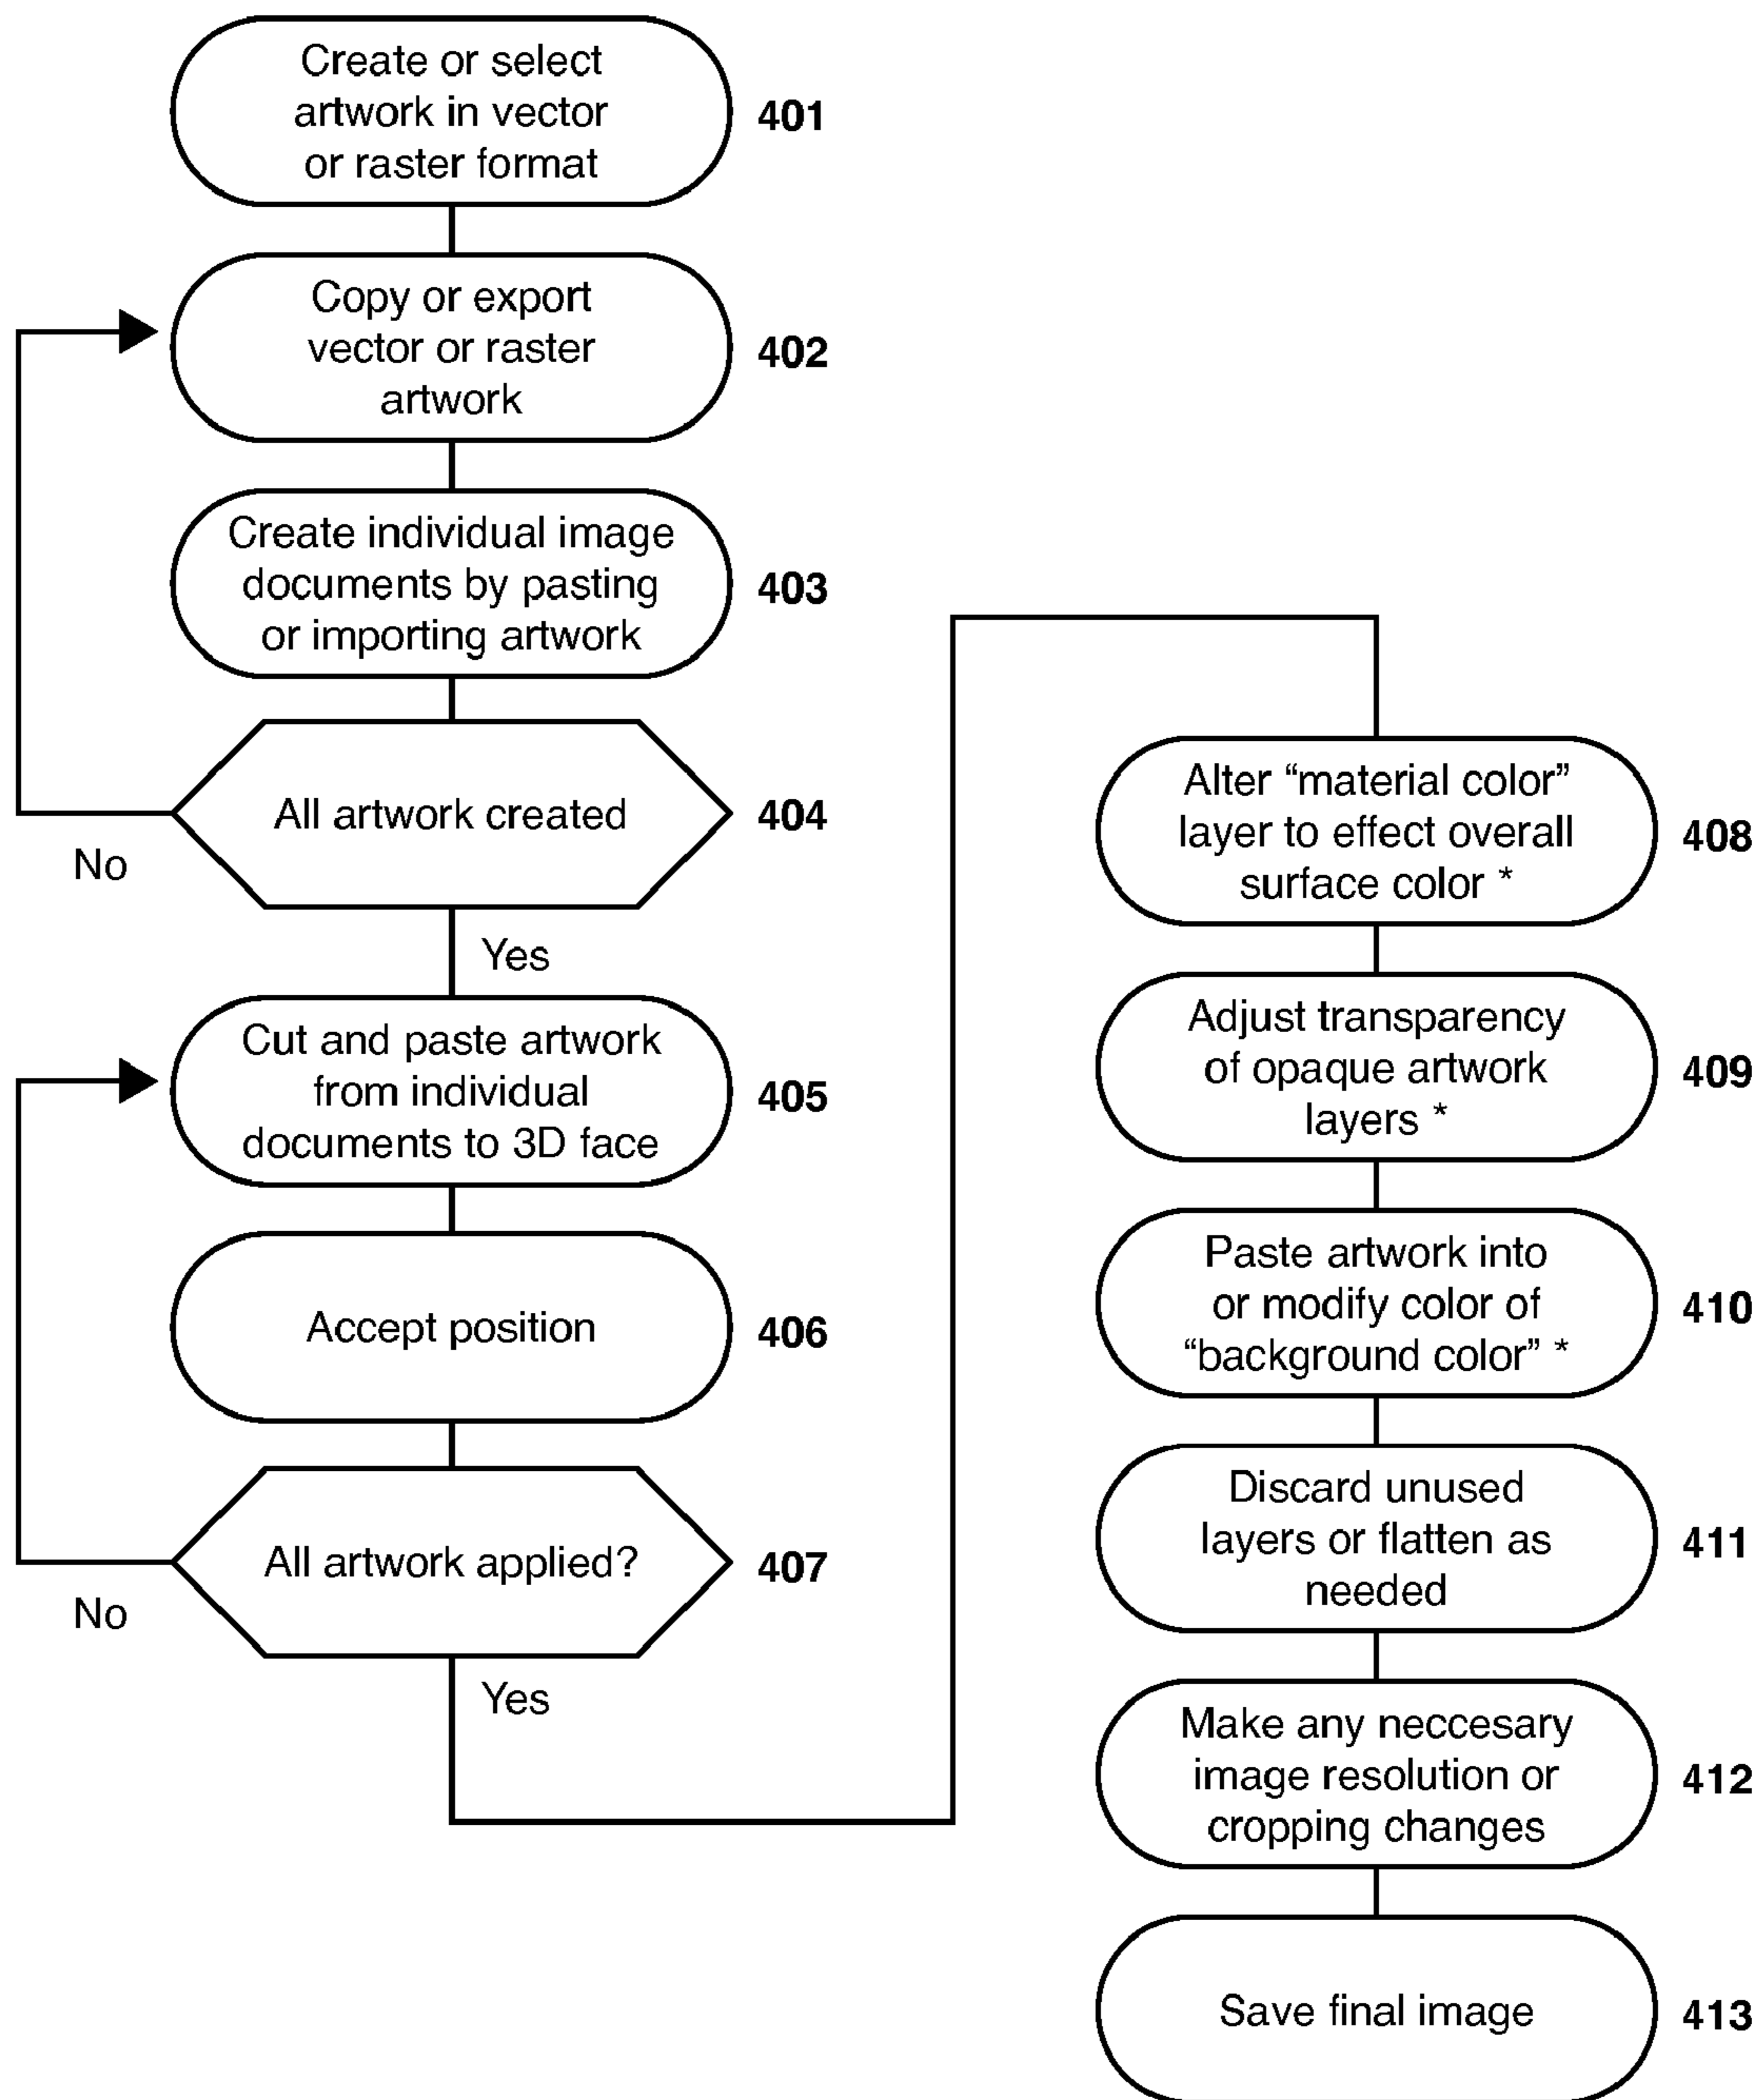 Create or select
artwork in vector
or raster format
401
Copy or export
vector or raster
artwork
402
Create individual image
documents by pasting
or importing artwork
403
All artwork created
404
No
Yes
Cut and paste artwork
from individual
documents to 3D face
405
Accept position
406
All artwork applied?
407
No
Yes
Alter “material color”
layer to effect overall
surface color *
408
Adjust transparency
of opaque artwork
layers *
409
Paste artwork into
or modify color of
“background color” *
410
Discard unused
layers or flatten as
needed
411
Make any neccesary
image resolution or
cropping changes
412
Save final image
413